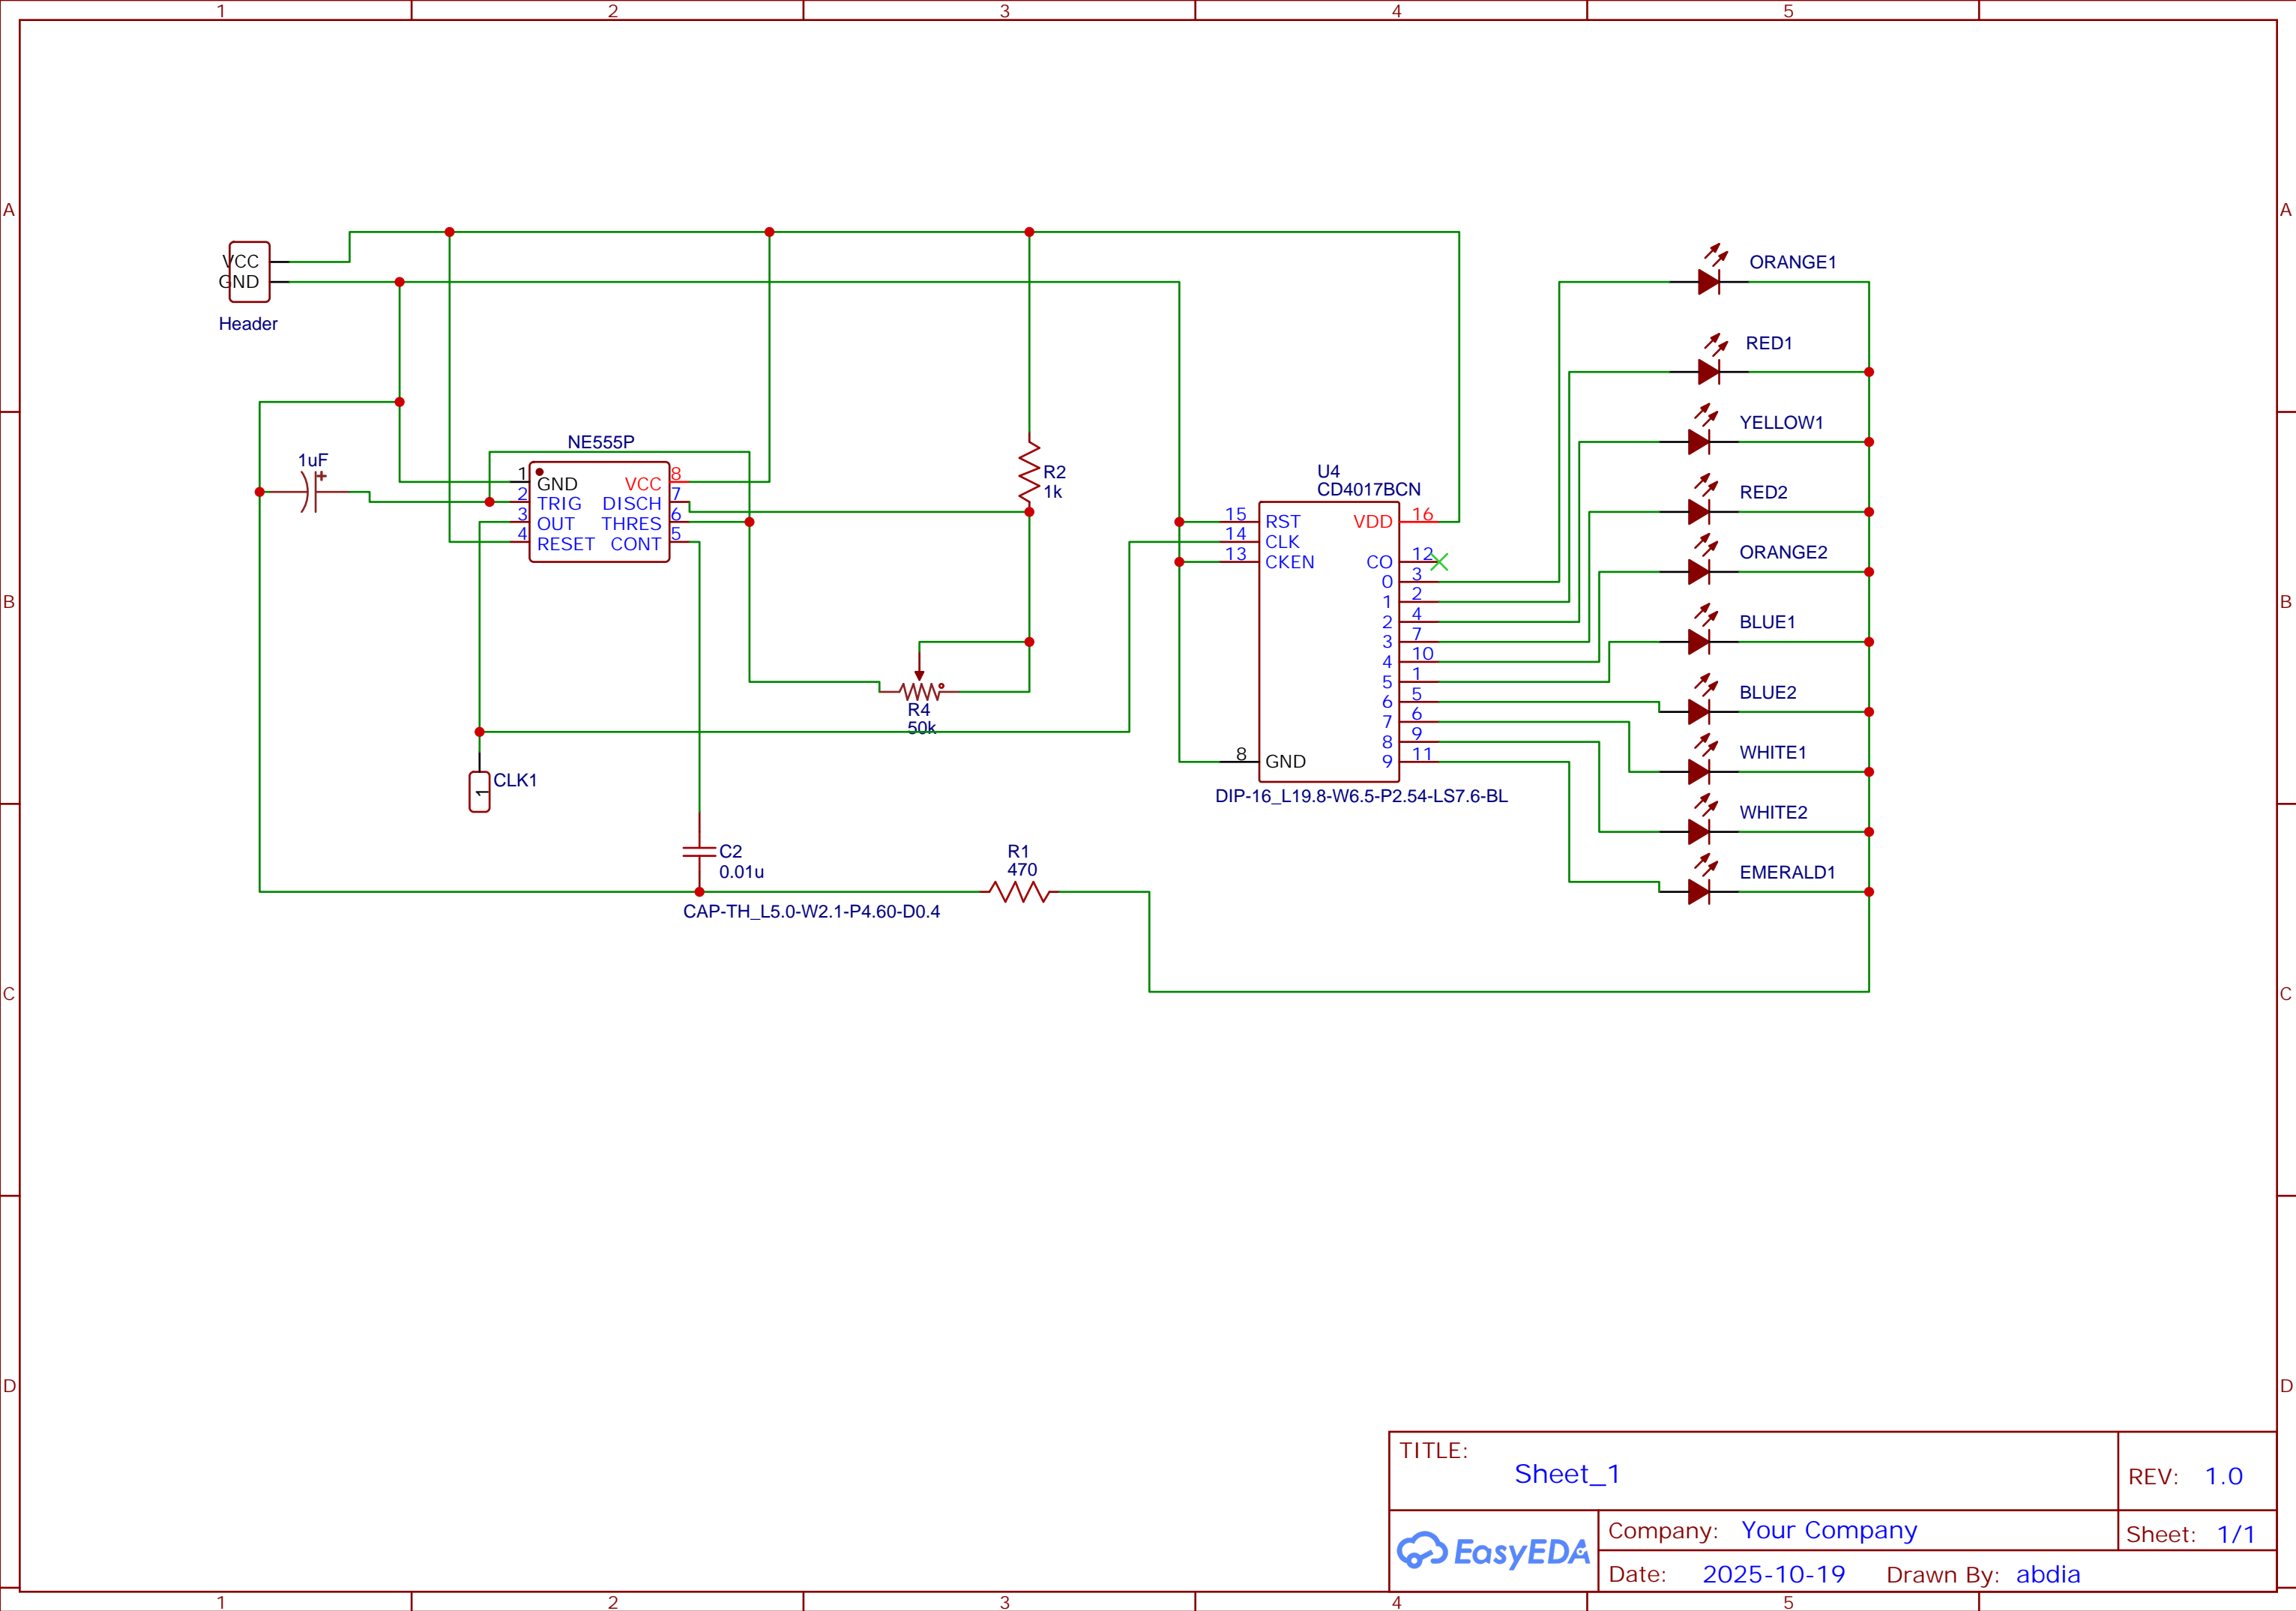 1 2 3 4 5
A A
VCC
GND
Header
ORANGE1
RED1
YELLOW1
1uF
NE555P
1 GND VCC 8
2 TRIG DISCH 7
3 OUT THRES 6
4 RESET CONT 5
R2
1k
U4
CD4017BCN
15 RST VDD 16
14 CLK
13 CKEN CO 12
0 3
1 2
2 4
3 7
4 10
5 1
6 5
7 6
8 9
8 GND 9 11
DIP-16_L19.8-W6.5-P2.54-LS7.6-BL
RED2
ORANGE2
B B
BLUE1
BLUE2
WHITE1
WHITE2
EMERALD1
R4
50k
1 CLK1
C2
0.01u
CAP-TH_L5.0-W2.1-P4.60-D0.4
R1
470
C C
D D
TITLE:
Sheet_1
REV: 1.0
EasyEDA
Company: Your Company
Sheet: 1/1
Date: 2025-10-19 Drawn By: abdia
1 2 3 4 5